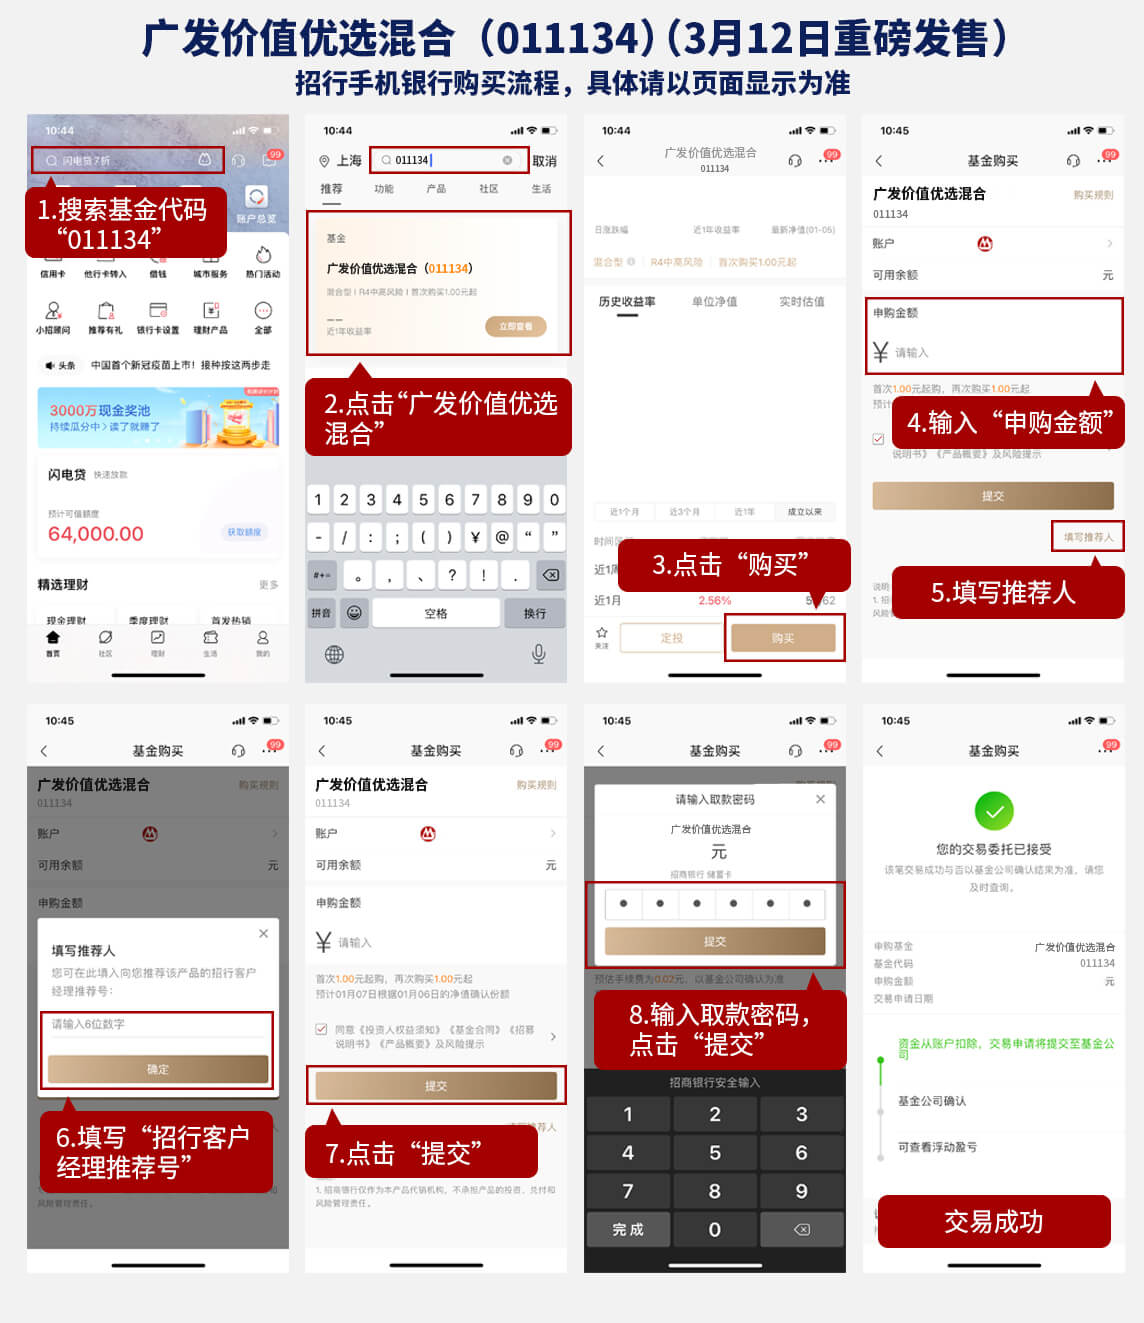 广发价值优选混合（011134）（3月12日重磅发售）
招行手机银行购买流程，具体请以页面显示为准
10:44
闪电贷7折
99
1.搜索基金代码
“011134”
账户总览
信用卡
他行卡转入
借钱
城市服务
热门活动
小招顾问
推荐有礼
银行卡设置
理财产品
全部
头条
中国首个新冠疫苗上市！接种按这两步走
3000万现金奖池
持续瓜分中>读了就赚了
闪电贷 快速放款
预计可借额度
64,000.00
获取额度
精选理财
更多
现金理财
季度理财
首发热销
首页
社区
理财
生活
我的
10:44
上海
011134
取消
推荐
功能
产品
社区
生活
基金
广发价值优选混合（011134）
混合型 | R4中高风险 | 首次购买1.00元起
——
近1年收益率
立即查看
2.点击“广发价值优选
混合”
1 2 3 4 5 6 7 8 9 0
- / : ; ( ) ¥ @ “ ”
#+= 。 , 、 ? ! .
拼音
空格
换行
10:44
广发价值优选混合
011134
99
日涨跌幅
近1年收益率
最新净值(01-05)
混合型
R4中高风险
首次购买1.00元起
历史收益率
单位净值
实时估值
近1个月
近3个月
近1年
成立以来
3.点击“购买”
近1月
2.56%
关注
定投
购买
10:45
基金购买
99
广发价值优选混合
购买规则
011134
账户
可用余额
元
申购金额
¥ 请输入
首次1.00元起购，再次购买1.00元起
4.输入“申购金额”
说明书》《产品概要》及风险提示
提交
填写推荐人
5.填写推荐人
10:45
基金购买
99
广发价值优选混合
购买规则
011134
账户
可用余额
元
申购金额
填写推荐人
您可在此填入向您推荐该产品的招行客户
经理推荐号：
请输入6位数字
确定
6.填写“招行客户
经理推荐号”
风险管理责任。
10:45
基金购买
99
广发价值优选混合
购买规则
011134
账户
可用余额
元
申购金额
¥ 请输入
首次1.00元起购，再次购买1.00元起
预计01月07日根据01月06日的净值确认份额
同意《投资人权益须知》《基金合同》《招募
说明书》《产品概要》及风险提示
提交
7.点击“提交”
1. 招商银行仅作为本产品代销机构，不承担产品的投资、兑付和
风险管理责任。
10:45
基金购买
99
请输入取款密码
广发价值优选混合
元
招商银行 储蓄卡
提交
预估手续费为0.02元，以基金公司确认为准
8.输入取款密码，
点击“提交”
招商银行安全输入
1 2 3
4 5 6
7 8 9
完成 0
10:45
基金购买
99
您的交易委托已接受
该笔交易成功与否以基金公司确认结果为准，请您
及时查询。
申购基金
广发价值优选混合
基金代码
011134
申购金额
元
交易申请日期
资金从账户扣除，交易申请将提交至基金公
司
基金公司确认
可查看浮动盈亏
交易成功